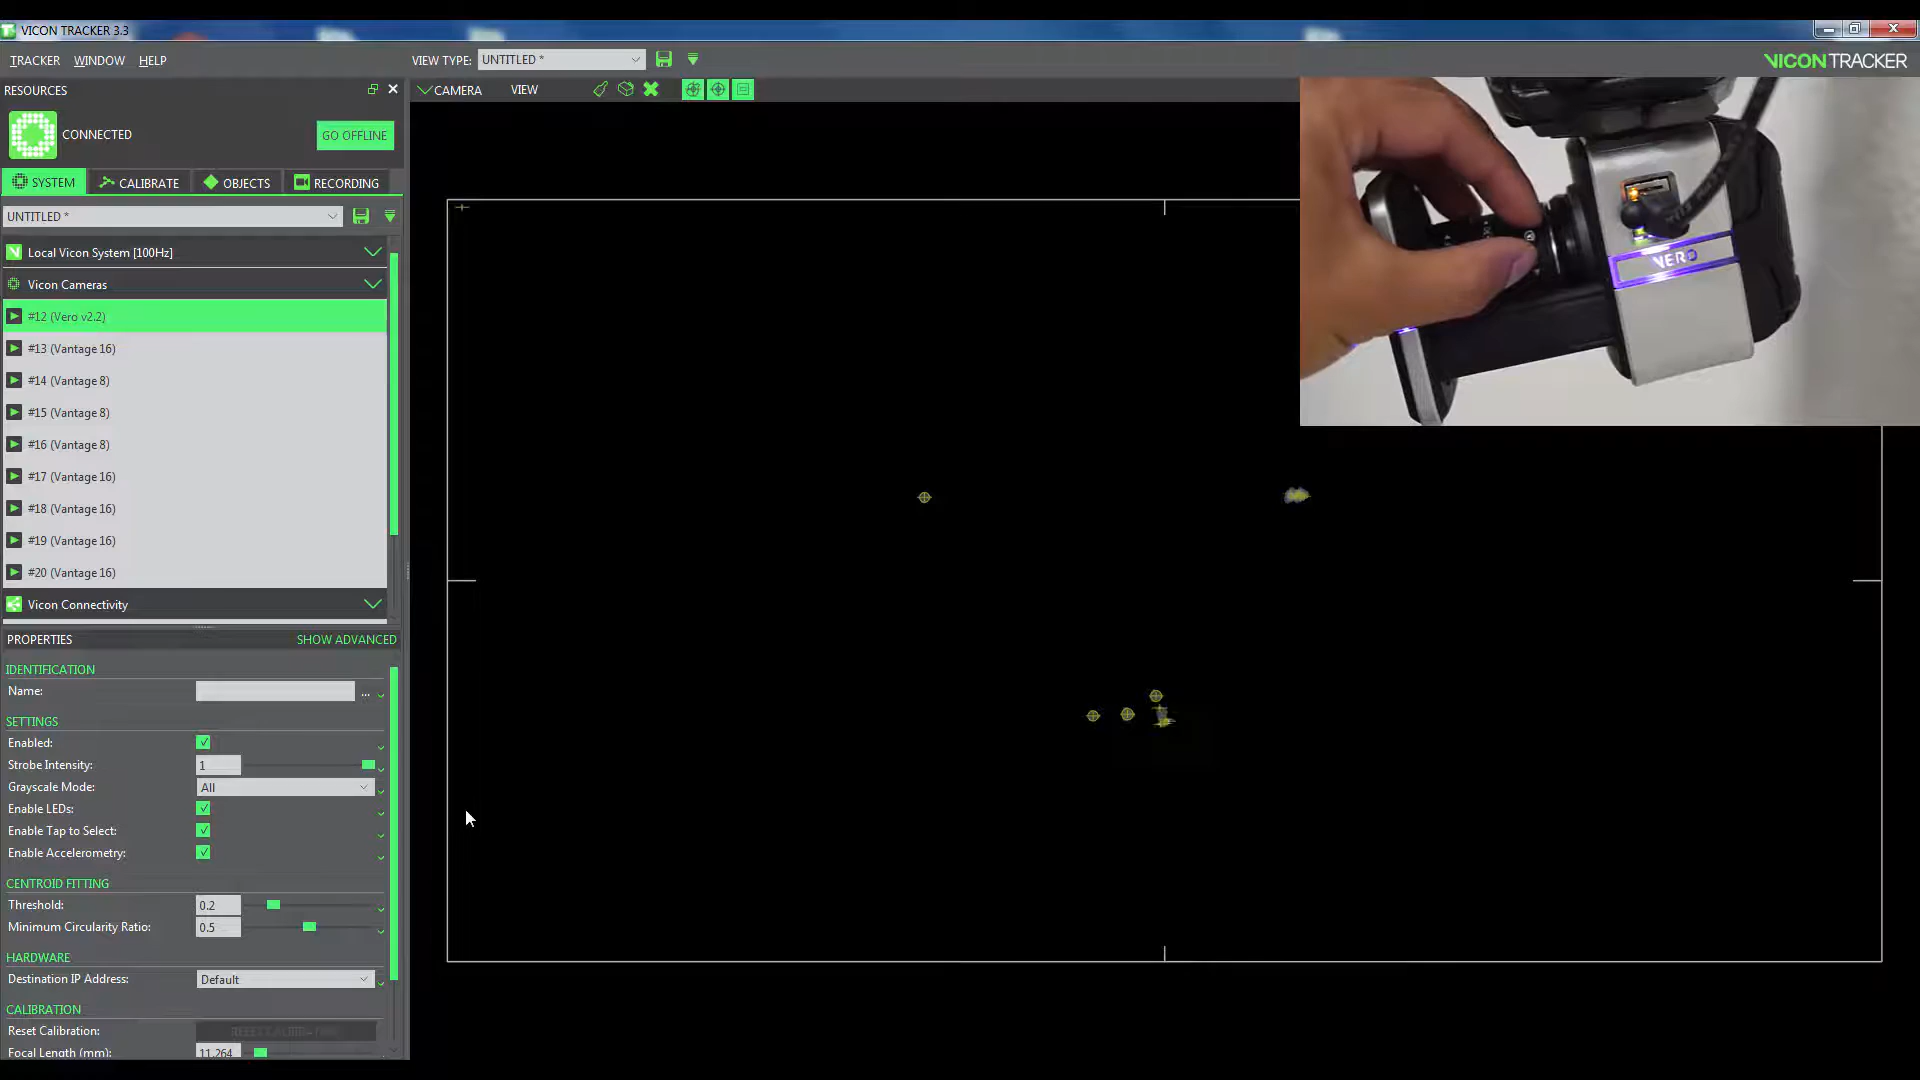 VICON TRACKER 3.3
TRACKER WINDOW HELP
VIEW TYPE: UNTITLED *
VICONTRACKER
RESOURCES
CAMERA VIEW
CONNECTED
GO OFFLINE
SYSTEM CALIBRATE OBJECTS RECORDING
UNTITLED *
Local Vicon System [100Hz]
Vicon Cameras
#12 (Vero v2.2)
#13 (Vantage 16)
#14 (Vantage 8)
#15 (Vantage 8)
#16 (Vantage 8)
#17 (Vantage 16)
#18 (Vantage 16)
#19 (Vantage 16)
#20 (Vantage 16)
Vicon Connectivity
PROPERTIES SHOW ADVANCED
IDENTIFICATION
Name: ...
SETTINGS
Enabled:
Strobe Intensity: 1
Grayscale Mode: All
Enable LEDs:
Enable Tap to Select:
Enable Accelerometry:
CENTROID FITTING
Threshold: 0.2
Minimum Circularity Ratio: 0.5
HARDWARE
Destination IP Address: Default
CALIBRATION
Reset Calibration:
Focal Length (mm): 11.264
VERO